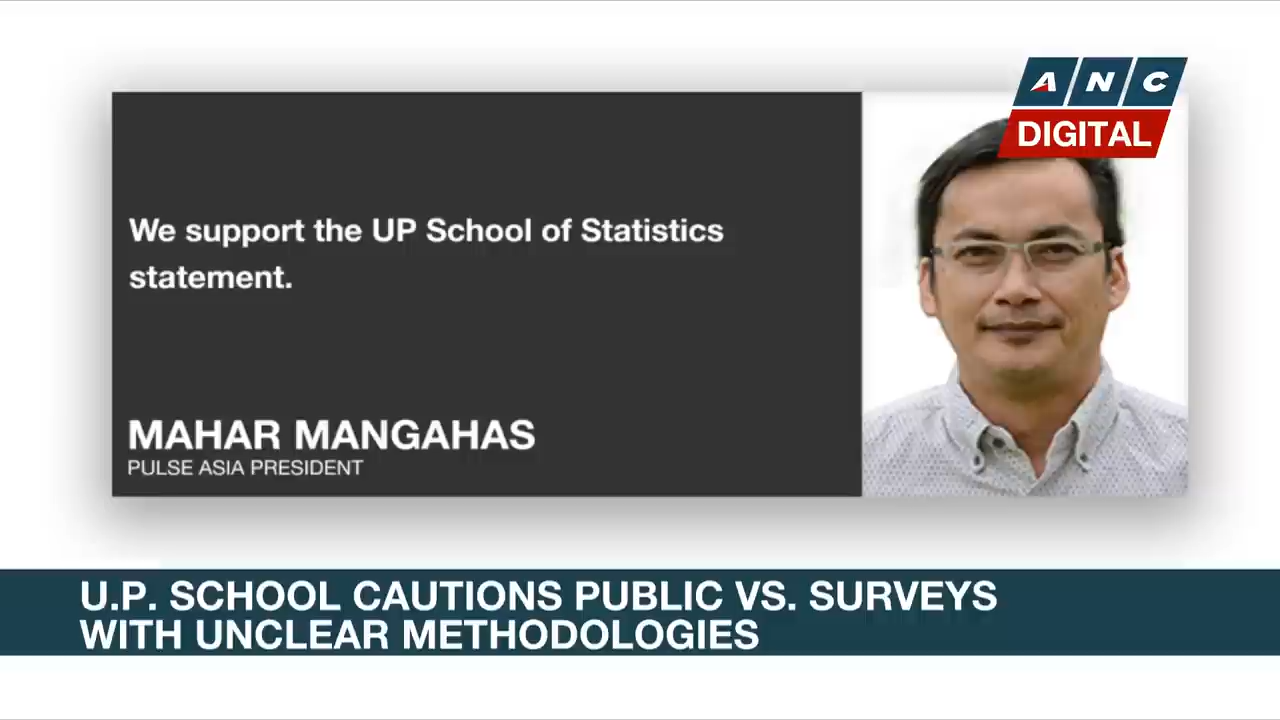 ANC
DIGITAL
We support the UP School of Statistics
statement.
MAHAR MANGAHAS
PULSE ASIA PRESIDENT
U.P. SCHOOL CAUTIONS PUBLIC VS. SURVEYS
WITH UNCLEAR METHODOLOGIES